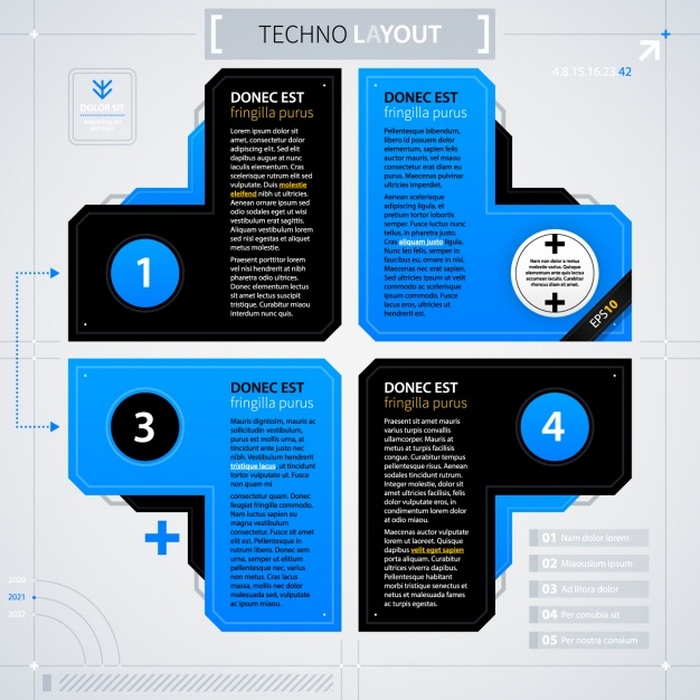 TECHNO LAYOUT
4.8.15.16.23 42
DOLOR SIT
DONEC EST
fringilla purus
Lorem ipsum dolor sit
amet, consectetur dolor
adipiscing elit. Sed elit
dapibus augue at nunc
iaculis elementum. Cras
scelerisque rutrum elit sed
vulputate. Duis molestie
eleifend nibh ut ultricies.
Aenean ornare ipsum sed
odio sodales eget ut wisi
vestibulum erat sagittis.
Aliquam vestibulum lorem
sed nisi egestas at aliquet
metus molestie.
Praesent porttitor lorem
vel nisi hendrerit at nibh
pharetra odio ultrices.
Donec elementum lectus
sit amet lectus suscipit
tristique. Curabitur miaou
interdum nunc quis.
1
DONEC EST
fringilla purus
Pellentesque bibendum,
libero id posuere dolor
elementum, sapien felis
auctor mauris, vel miaou
consectetur erat diam eu
purus. Maecenas pulvinar
ultricies imperdiet.
Aenean scelerisque
adipiscing ligula, et
pretium tortor lobortis
semper. Fusce luctus nunc
tellus, in pharetra justo.
Cras aliquam justo ligula.
Nunc leo felis, semper in
faucibus eu, ornare in nisi.
Maecenas nec erat sapien.
Sed ultricies ipsum et velit
commodo ac scelerisque
lacus eros, ultricies
hendrerit est.
Nam non dolor a metus
molestie varius. Quisque
elementum ante quis lectus
accumsan iaculis. Quisque
rhoncus diam sit amet.
EPS10
DONEC EST
fringilla purus
Mauris dignissim, mauris ac
sollicitudin vestibulum,
purus est mollis urna, at
tincidunt ante justo nec
nibh. Vestibulum hendrerit
tristique lacus, ut tincidunt
tortor vulputate ut. Fusce
non quam mi
consectetur quam. Donec
feugiat fringilla commodo.
Nam luctus sapien eu
magna vestibulum
consectetur. Fusce sit amet
elit est. Pellentesque in
rutrum libero. Donec sem
urna, semper ut elitium
pellentesque nec, varius
non metus. Cras lacus
massa, mollis nec dolor
malesuad, vulputate
at eros. Curabitur ac est
justo, ac miaou.
3
DONEC EST
fringilla purus
Praesent sit amet mauris
varius turpis convallis
ullamcorper. Mauris at
metus turpis, at congue
scelerisque est. Donec
congue. Curabitur tempus
pellentesque risus. Aenean
sodales tincidunt rutrum.
Integer molestie, dolor sit
amet ultricies facilisis, felis
dolor vulputate eros, in
condimentum erat diam
at odio miaou.
Maecenas auctor vulputate
lorem ut laoreet. Quisque
dapibus velit eget sapien
porta aliquam. Curabitur
ultrices viverra dapibus.
Pellentesque habitant
morbi tristique senectus et
netus et malesuada fames
ac turpis egestas.
4
2020
2021
2022
01 Nam dolor lorem
02 Miaousium ipsum
03 Ad litora dolor
04 Per conubia sit
05 Per nostra consium